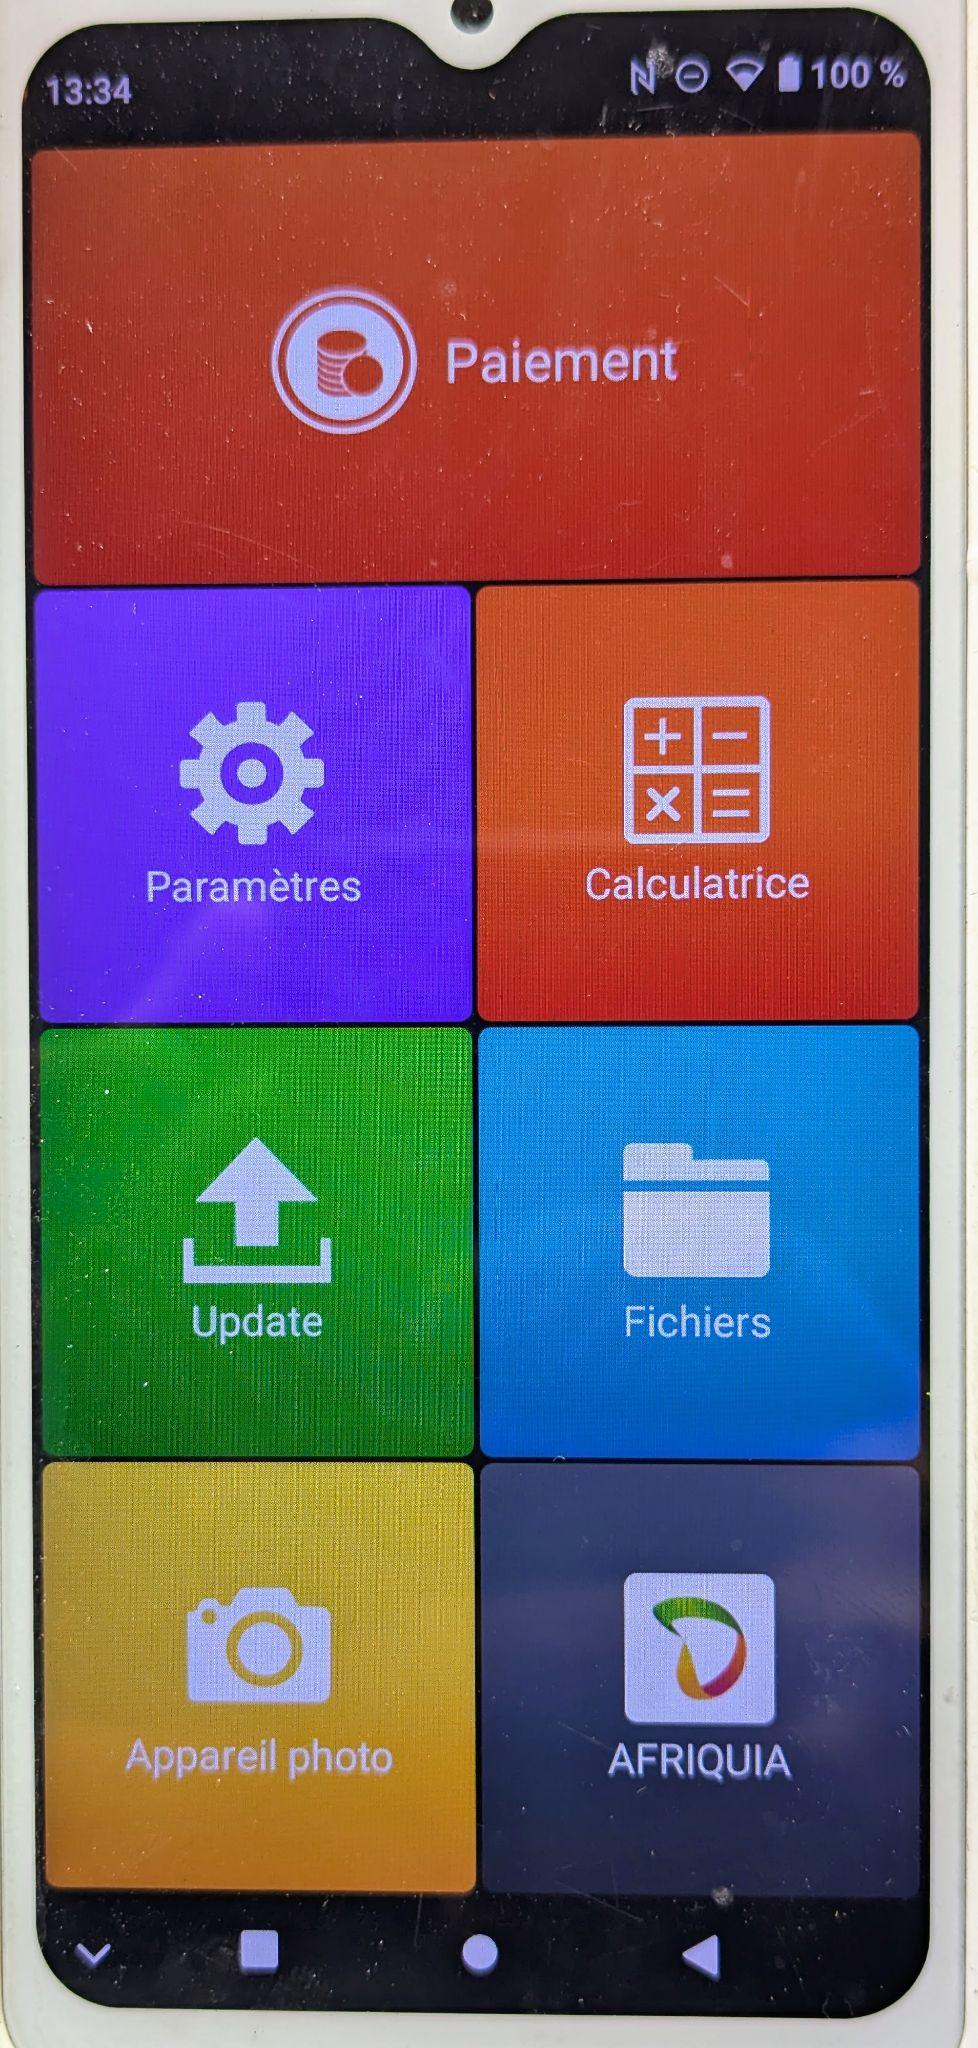 13:34 100 %
Paiement
Paramètres
Calculatrice
Update
Fichiers
Appareil photo
AFRIQUIA